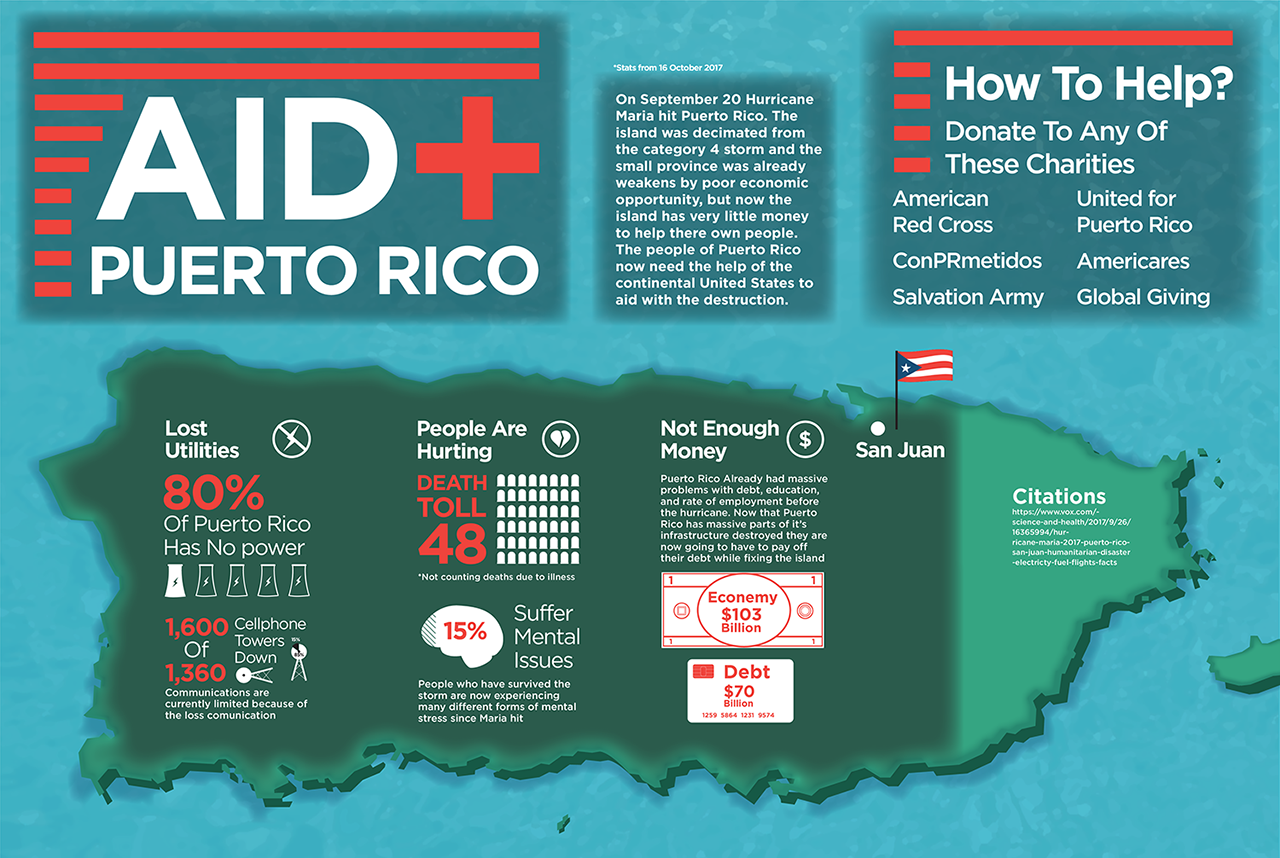 AID+
PUERTO RICO
*Stats from 16 October 2017
On September 20 Hurricane
Maria hit Puerto Rico. The
island was decimated from
the category 4 storm and the
small province was already
weakens by poor economic
opportunity, but now the
island has very little money
to help there own people.
The people of Puerto Rico
now need the help of the
continental United States to
aid with the destruction.
How To Help?
Donate To Any Of
These Charities
American
Red Cross
ConPRmetidos
Salvation Army
United for
Puerto Rico
Americares
Global Giving
Lost
Utilities
80%
Of Puerto Rico
Has No power
1,600
Of
1,360
Cellphone
Towers
Down
15%
85%
Communications are
currently limited because of
the loss comunication
People Are
Hurting
DEATH
TOLL
48
*Not counting deaths due to illness
15%
Suffer
Mental
Issues
People who have survived the
storm are now experiencing
many different forms of mental
stress since Maria hit
Not Enough
Money
$
Puerto Rico Already had massive
problems with debt, education,
and rate of employment before
the hurricane. Now that Puerto
Rico has massive parts of it's
infrastructure destroyed they are
now going to have to pay off
their debt while fixing the island
1 1
Economy
$103
Billion
1 1
Debt
$70
Billion
1259 5864 1231 9574
San Juan
Citations
https://www.vox.com/-
science-and-health/2017/9/26/
16365994/hur-
ricane-maria-2017-puerto-rico-
san-juan-humanitarian-disaster
-electricty-fuel-flights-facts